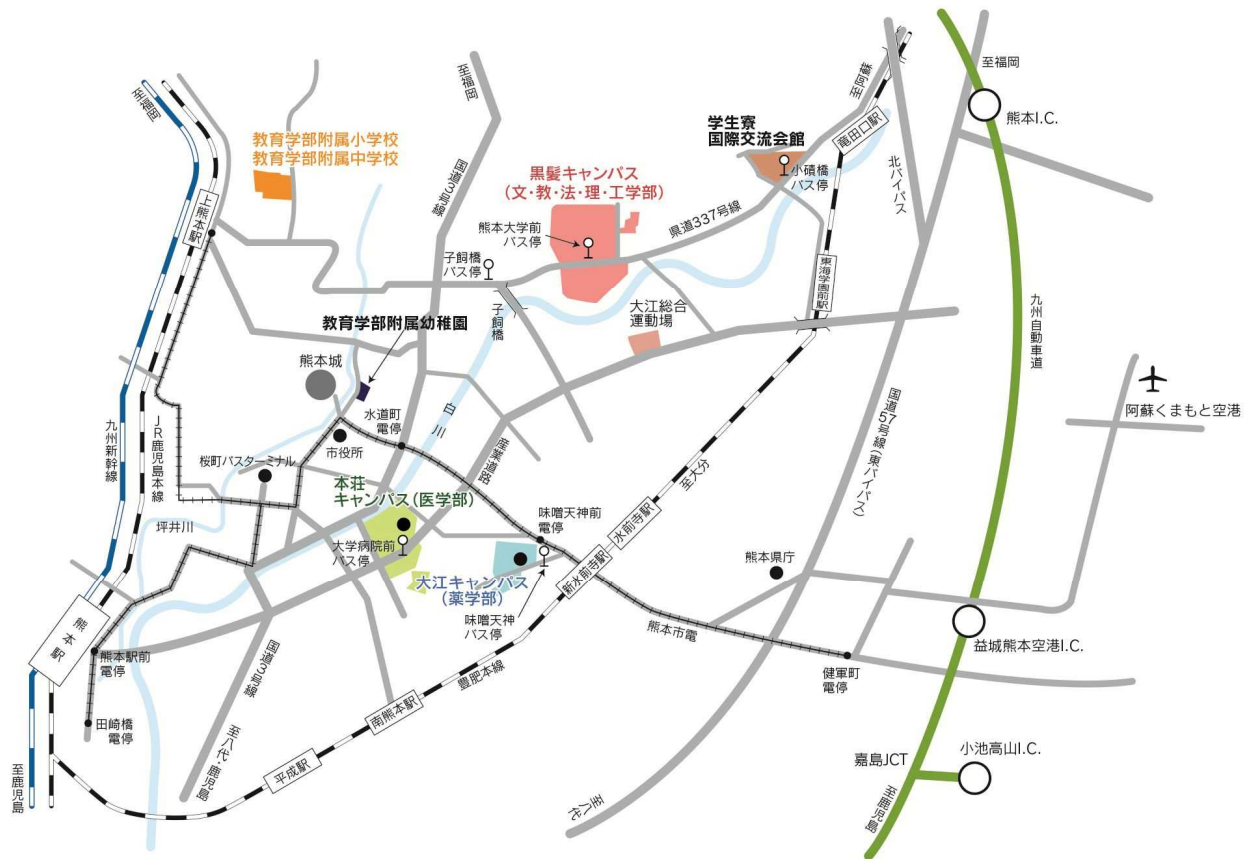 至福岡
至福岡
至阿蘇
至福岡
熊本I.C.
竜田口駅
学生寮
国際交流会館
小磧橋
バス停
北バイパス
教育学部附属小学校
教育学部附属中学校
国道3号線
黒髪キャンパス
(文・教・法・理・工学部)
県道337号線
熊本大学前
バス停
上熊本駅
子飼橋
バス停
子飼橋
東海学園前駅
大江総合
運動場
九州自動車道
教育学部附属幼稚園
熊本城
水道町
電停
白川
国道57号線(東バイパス)
阿蘇くまもと空港
九州新幹線
JR鹿児島本線
市役所
産業道路
桜町バスターミナル
至大分
本荘
キャンパス(医学部)
味噌天神前
電停
坪井川
大学病院前
バス停
水前寺駅
新水前寺駅
熊本県庁
大江キャンパス
(薬学部)
味噌天神
バス停
熊本駅
熊本駅前
電停
国道3号線
豊肥本線
熊本市電
益城熊本空港I.C.
健軍町
電停
南熊本駅
田崎橋
電停
至八代・鹿児島
平成駅
嘉島JCT
小池高山I.C.
至鹿児島
至八代
至鹿児島